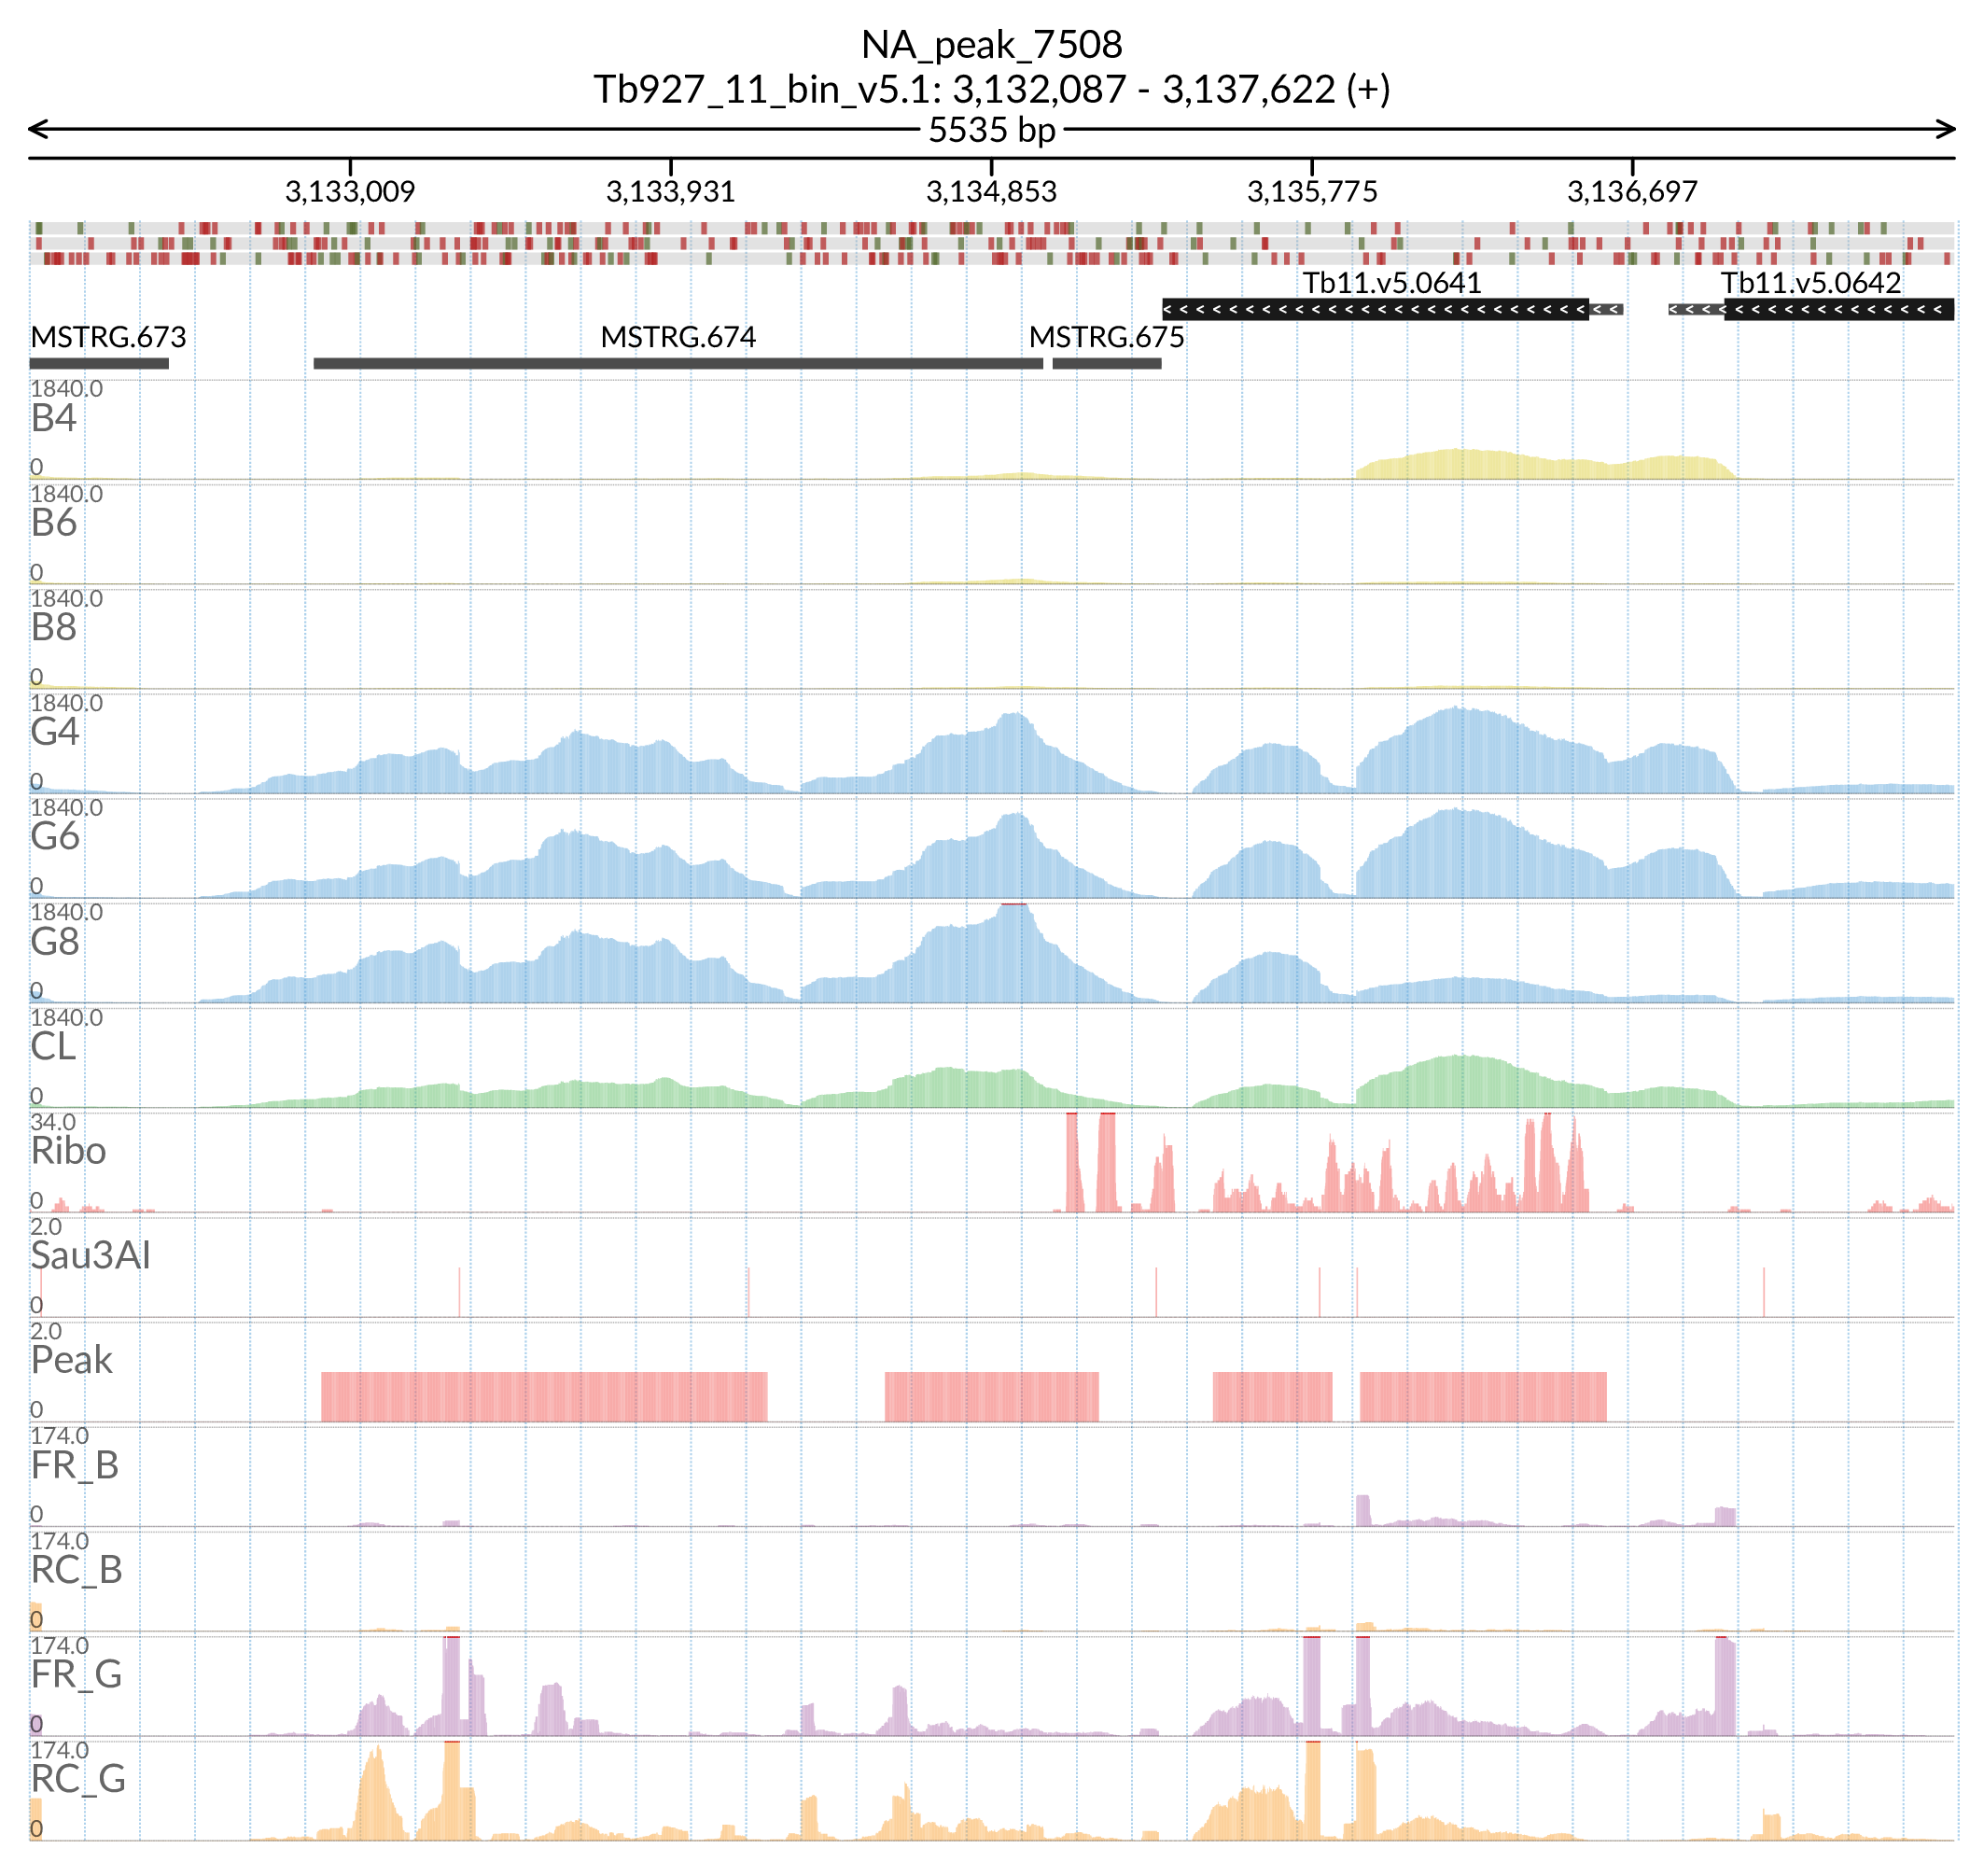 NA_peak_7508
Tb927_11_bin_v5.1: 3,132,087 - 3,137,622 (+)
5535 bp
3,133,009 3,133,931 3,134,853 3,135,775 3,136,697
Tb11.v5.0641 Tb11.v5.0642
MSTRG.673 MSTRG.674 MSTRG.675
1840.0
B4
0
1840.0
B6
0
1840.0
B8
0
1840.0
G4
0
1840.0
G6
0
1840.0
G8
0
1840.0
CL
0
34.0
Ribo
0
2.0
Sau3AI
0
2.0
Peak
0
174.0
FR_B
0
174.0
RC_B
0
174.0
FR_G
0
174.0
RC_G
0